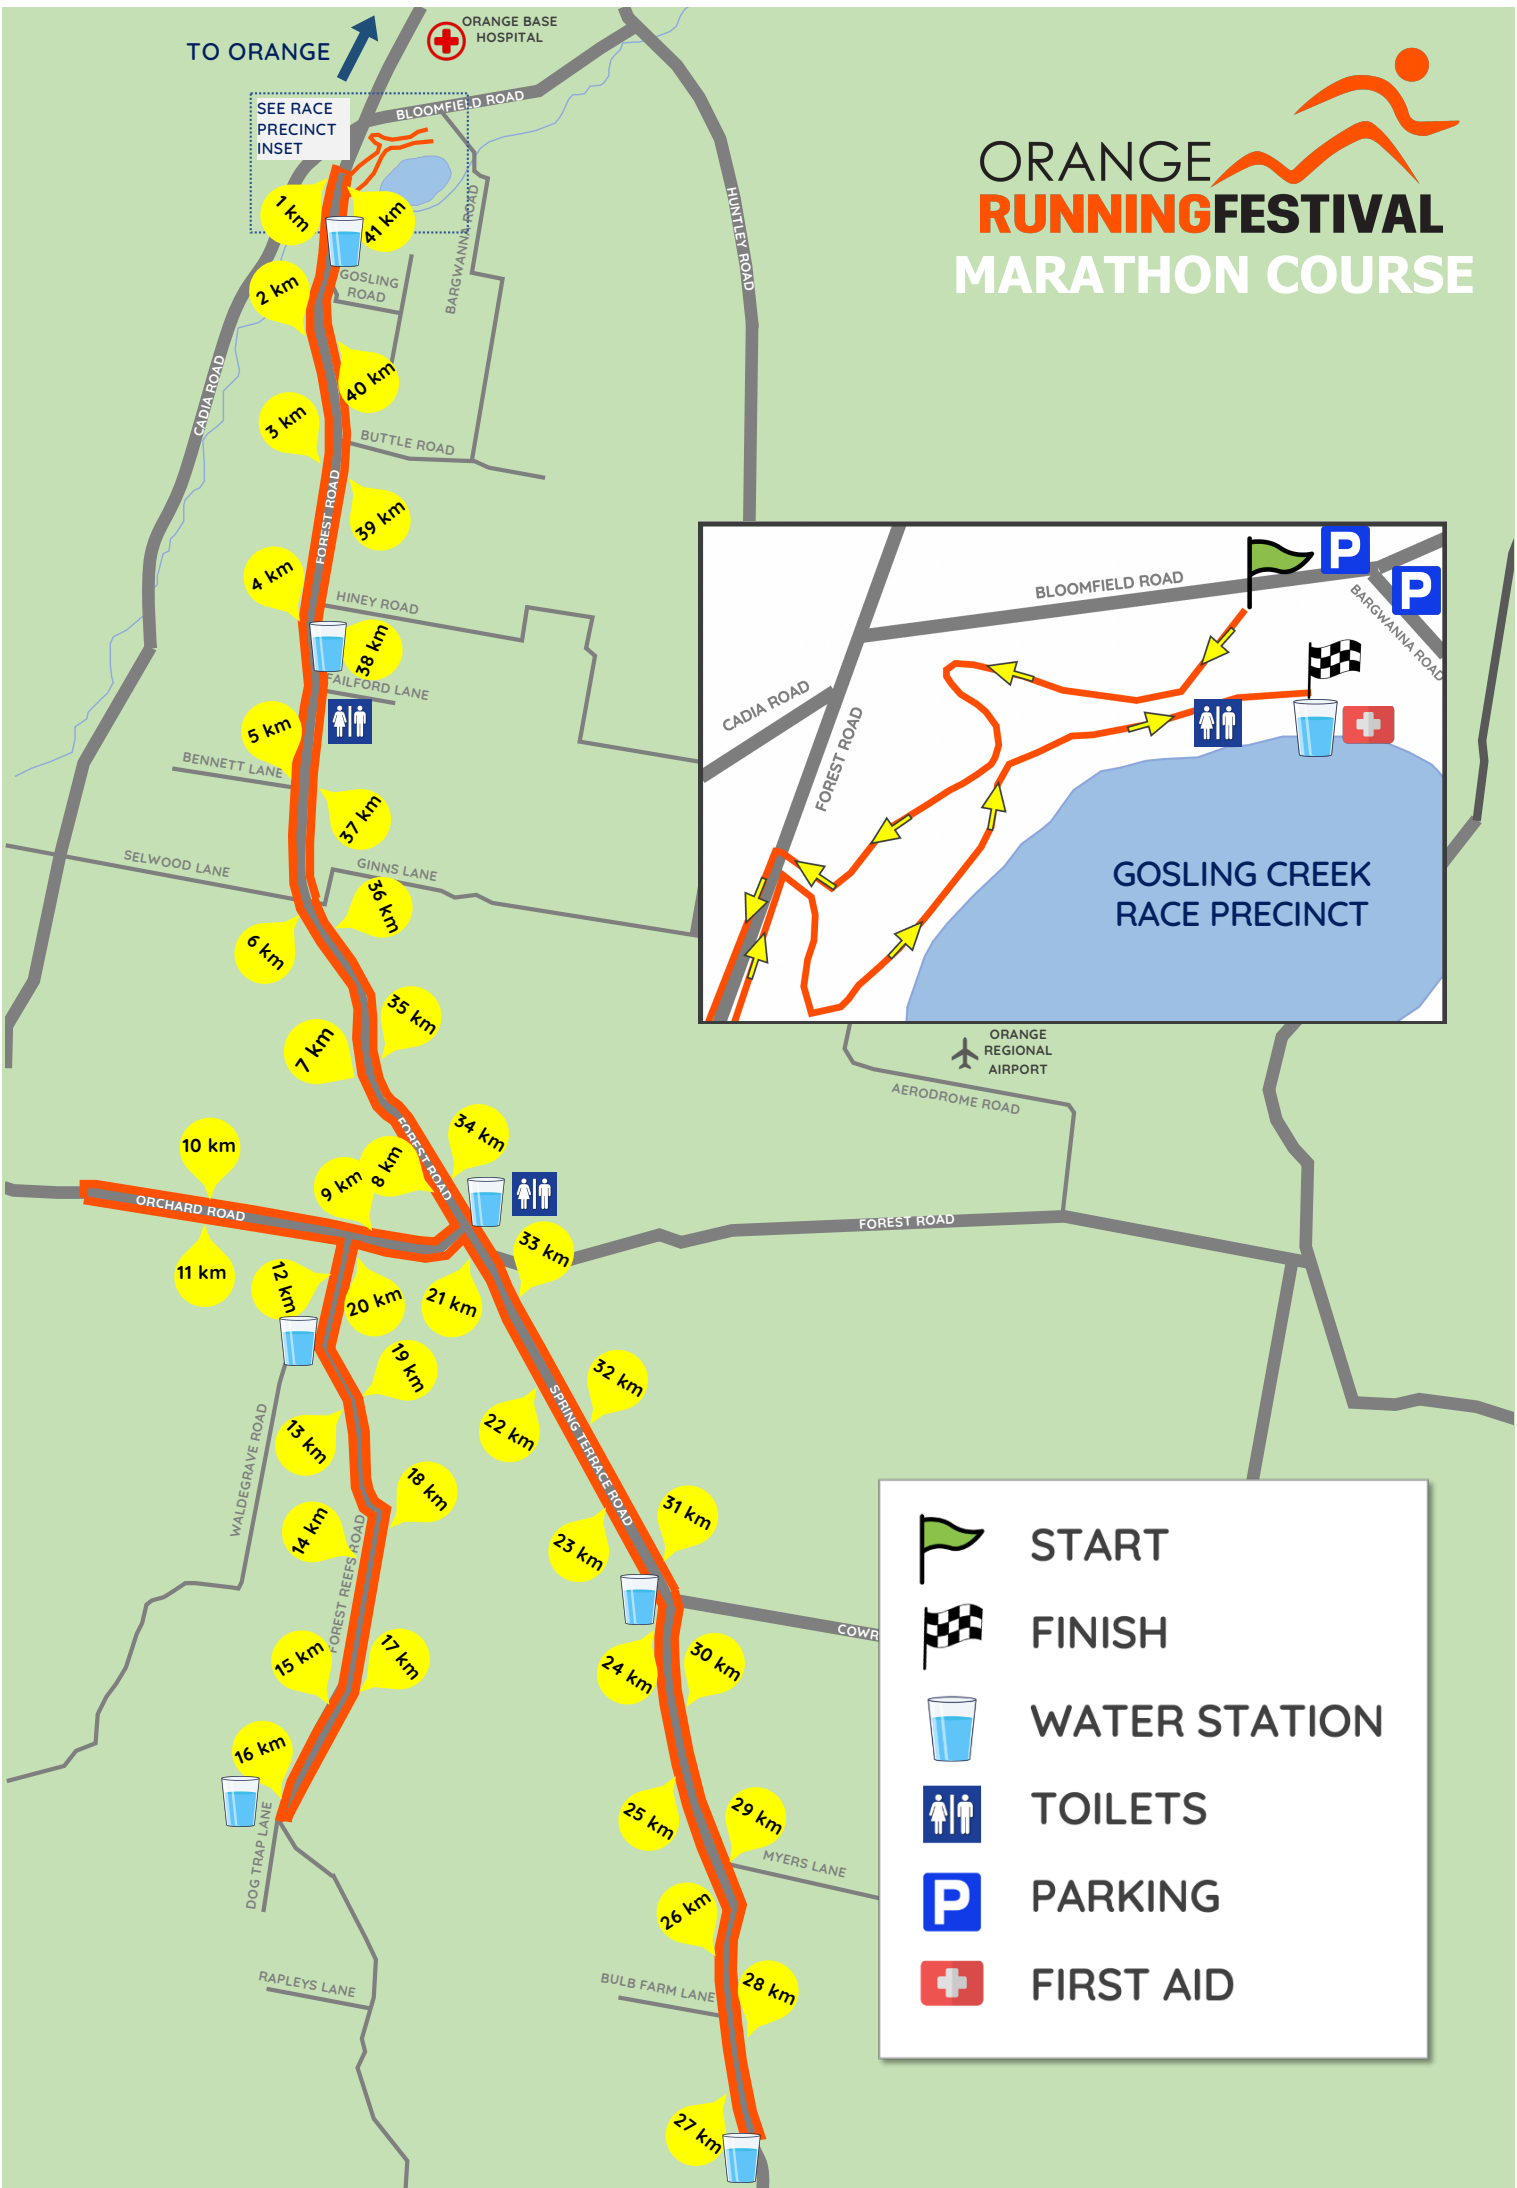 TO ORANGE
ORANGE BASE
HOSPITAL
SEE RACE
PRECINCT
INSET
BLOOMFIELD ROAD
ORANGE
RUNNINGFESTIVAL
MARATHON COURSE
HUNTLEY ROAD
BARGWANNA ROAD
1 km
41 km
GOSLING
ROAD
2 km
CADIA ROAD
40 km
3 km
BUTTLE ROAD
FOREST ROAD
39 km
4 km
HINEY ROAD
38 km
FAILFORD LANE
5 km
BENNETT LANE
37 km
SELWOOD LANE
GINNS LANE
36 km
6 km
35 km
7 km
BLOOMFIELD ROAD
BARGWANNA ROAD
CADIA ROAD
FOREST ROAD
GOSLING CREEK
RACE PRECINCT
ORANGE
REGIONAL
AIRPORT
AERODROME ROAD
34 km
FOREST ROAD
10 km
9 km
8 km
ORCHARD ROAD
FOREST ROAD
33 km
11 km
12 km
20 km
21 km
19 km
32 km
22 km
SPRING TERRACE ROAD
WALDEGRAVE ROAD
13 km
18 km
14 km
31 km
23 km
FOREST REEFS ROAD
COWR
15 km
17 km
24 km
30 km
16 km
25 km
29 km
DOG TRAP LANE
MYERS LANE
26 km
RAPLEYS LANE
BULB FARM LANE
28 km
27 km
START
FINISH
WATER STATION
P
P
TOILETS
P
PARKING
FIRST AID